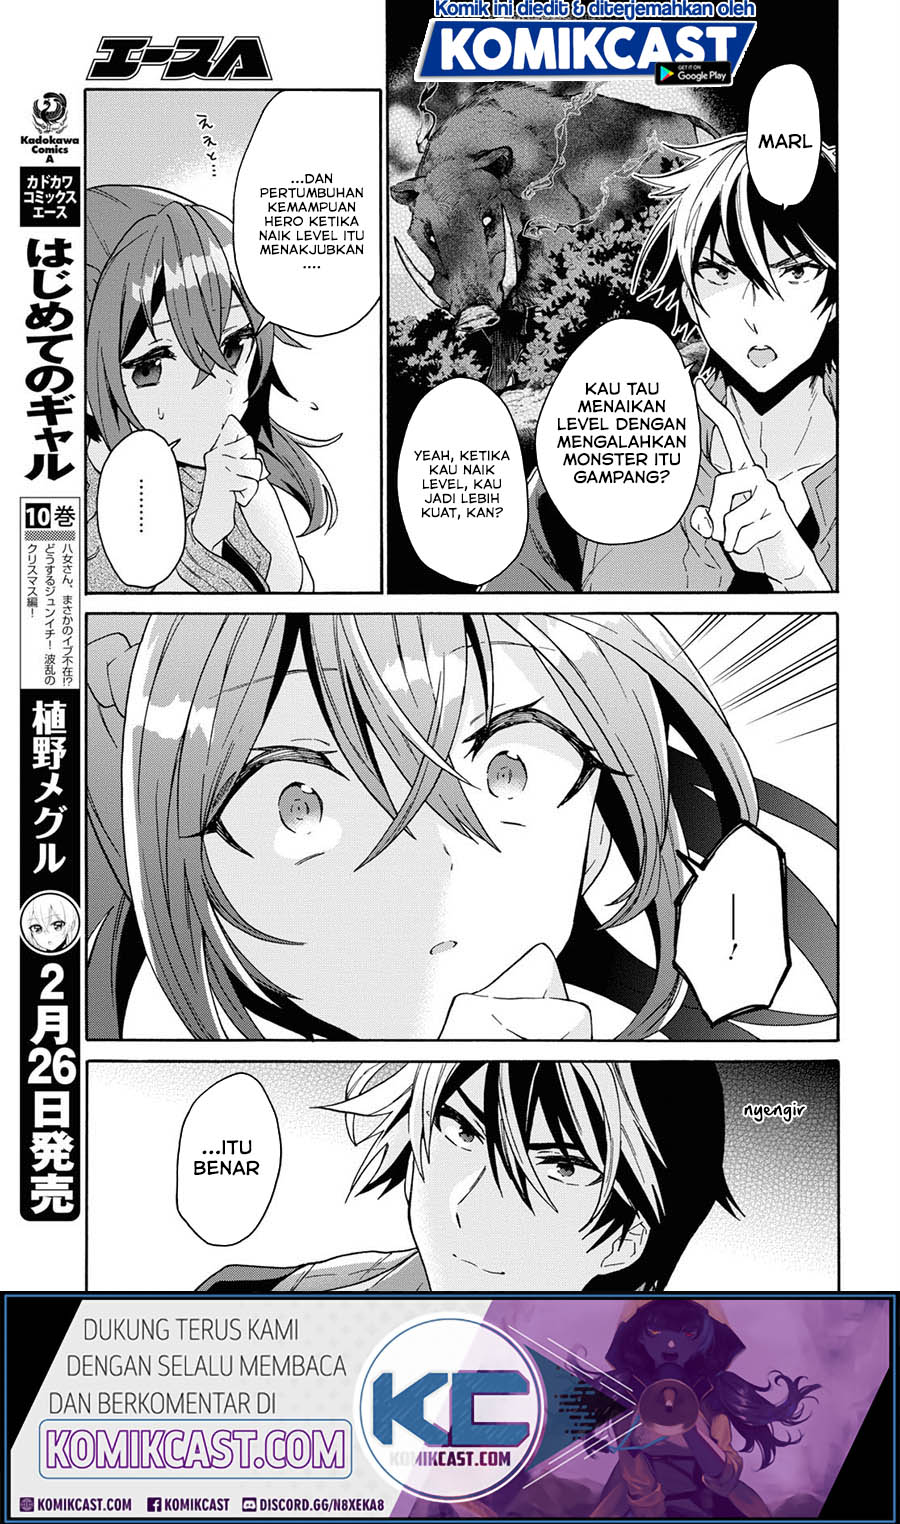 Komik ini diedit & diterjemahkan oleh
KOMIKCAST
GET IT ON
Google Play
エースA
MARL
KAU TAU
MENAIKAN
LEVEL DENGAN
MENGALAHKAN
MONSTER ITU
GAMPANG?
YEAH, KETIKA
KAU NAIK
LEVEL, KAU
JADI LEBIH
KUAT, KAN?
ええと…
...DAN
PERTUMBUHAN
KEMAMPUAN
HERO KETIKA
NAIK LEVEL ITU
MENAKJUBKAN
....
………
Kadokawa
Comics
A
カドカワ
コミックス
エース
はじめてのギャル
10巻
八女さん、まさかのイブ不在!?
どうするジュンイチ! 波乱の
クリスマス編!
植野メグル
2月26日発売
—!
nyengir
...ITU
BENAR
DUKUNG TERUS KAMI
DENGAN SELALU MEMBACA
DAN BERKOMENTAR DI
KOMIKCAST.COM
KC
KOMIKCAST.COM
KOMIKCAST.COM
KOMIKCAST
DISCORD.GG/N8XEKA8